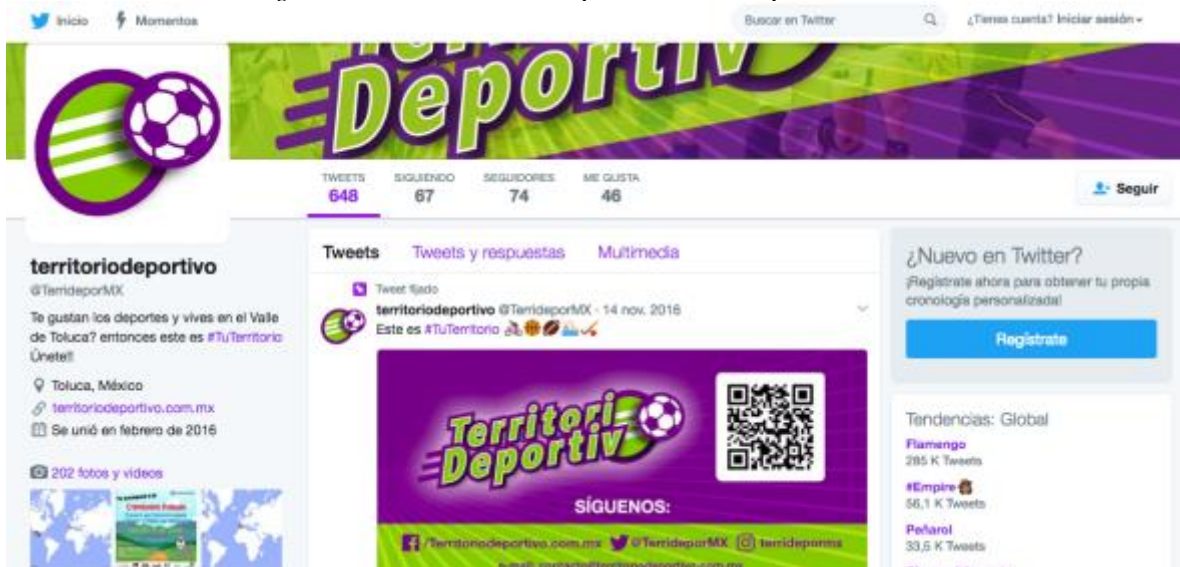 Inicio Momentos Buscar en Twitter ¿Tienes cuenta? Iniciar sesión
Deportiv
TWEETS SIGUIENDO SEGUIDORES ME GUSTA
648 67 74 46
Seguir
territoriodeportivo
@TerrideporMX
Te gustan los deportes y vives en el Valle
de Toluca? entonces este es #TuTerritorio
Únete!!
Toluca, México
territoriodeportivo.com.mx
Se unió en febrero de 2016
202 fotos y videos
Tweets Tweets y respuestas Multimedia
Tweet fijado
territoriodeportivo @TerrideporMX - 14 nov. 2016
Este es #TuTerritorio
Territori
Deportiv
SÍGUENOS:
/Territoriodeportivo.com.mx @TerrideporMX
¿Nuevo en Twitter?
¡Regístrate ahora para obtener tu propia
cronología personalizada!
Regístrate
Tendencias: Global
Flamengo
285 K Tweets
#Empire
56,1 K Tweets
Peñarol
33,5 K Tweets